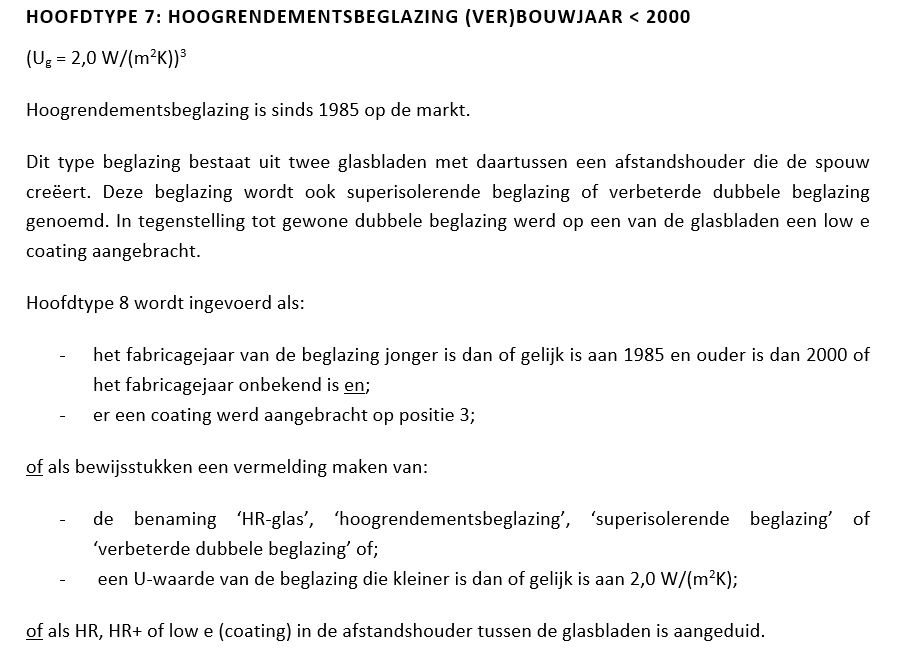 HOOFDTYPE 7: HOOGRENDEMENTSBEGLAZING (VER)BOUWJAAR < 2000
(Ug = 2,0 W/(m²K))³
Hoogrendementsbeglazing is sinds 1985 op de markt.
Dit type beglazing bestaat uit twee glasbladen met daartussen een afstandshouder die de spouw
creëert. Deze beglazing wordt ook superisolerende beglazing of verbeterde dubbele beglazing
genoemd. In tegenstelling tot gewone dubbele beglazing werd op een van de glasbladen een low e
coating aangebracht.
Hoofdtype 8 wordt ingevoerd als:
- het fabricagejaar van de beglazing jonger is dan of gelijk is aan 1985 en ouder is dan 2000 of
het fabricagejaar onbekend is en;
- er een coating werd aangebracht op positie 3;
of als bewijsstukken een vermelding maken van:
- de benaming ‘HR-glas’, ‘hoogrendementsbeglazing’, ‘superisolerende beglazing’ of
‘verbeterde dubbele beglazing’ of;
- een U-waarde van de beglazing die kleiner is dan of gelijk is aan 2,0 W/(m²K);
of als HR, HR+ of low e (coating) in de afstandshouder tussen de glasbladen is aangeduid.